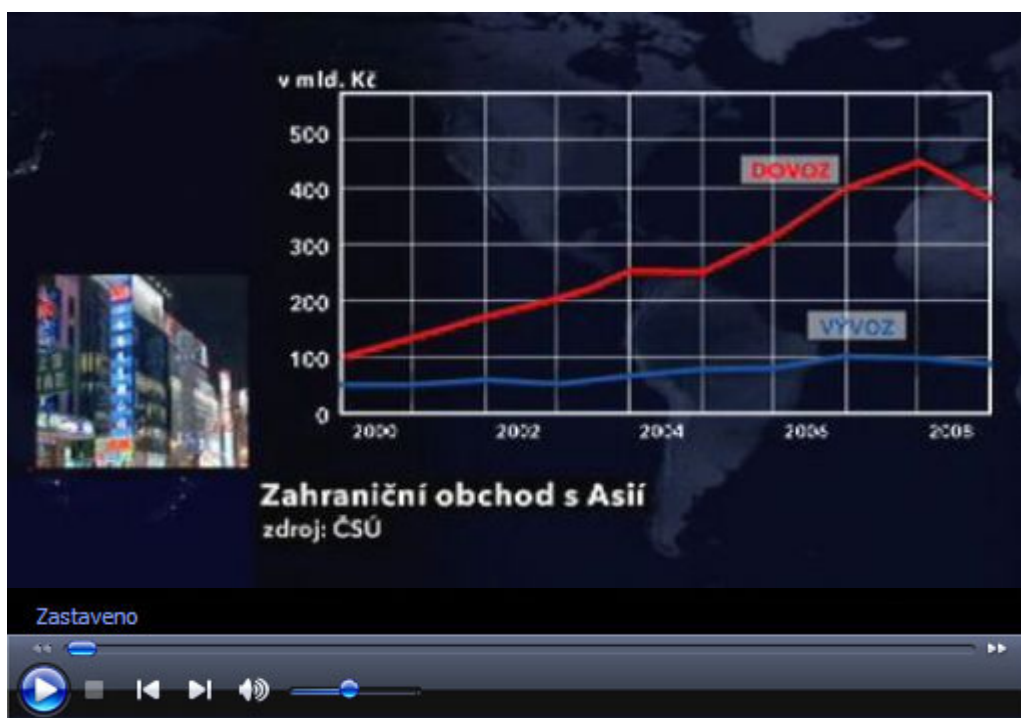 v mld. Kč
500
400
300
200
100
0
DOVOZ
VÝVOZ
2000 2002 2004 2006 2008
Zahraniční obchod s Asií
zdroj: ČSÚ
Zastaveno